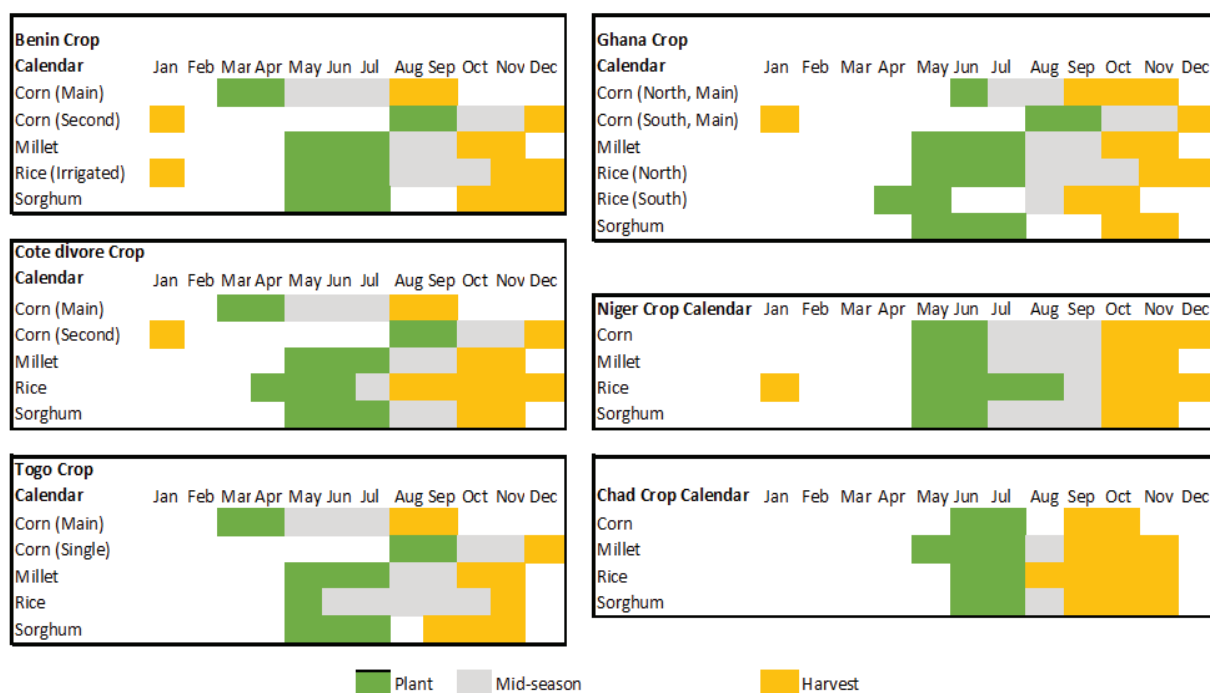 Benin Crop
Calendar Jan Feb Mar Apr May Jun Jul Aug Sep Oct Nov Dec
Corn (Main)
Corn (Second)
Millet
Rice (Irrigated)
Sorghum
Cote dİvore Crop
Calendar Jan Feb Mar Apr May Jun Jul Aug Sep Oct Nov Dec
Corn (Main)
Corn (Second)
Millet
Rice
Sorghum
Togo Crop
Calendar Jan Feb Mar Apr May Jun Jul Aug Sep Oct Nov Dec
Corn (Main)
Corn (Single)
Millet
Rice
Sorghum
Ghana Crop
Calendar Jan Feb Mar Apr May Jun Jul Aug Sep Oct Nov Dec
Corn (North, Main)
Corn (South, Main)
Millet
Rice (North)
Rice (South)
Sorghum
Niger Crop Calendar Jan Feb Mar Apr May Jun Jul Aug Sep Oct Nov Dec
Corn
Millet
Rice
Sorghum
Chad Crop Calendar Jan Feb Mar Apr May Jun Jul Aug Sep Oct Nov Dec
Corn
Millet
Rice
Sorghum
Plant Mid-season Harvest